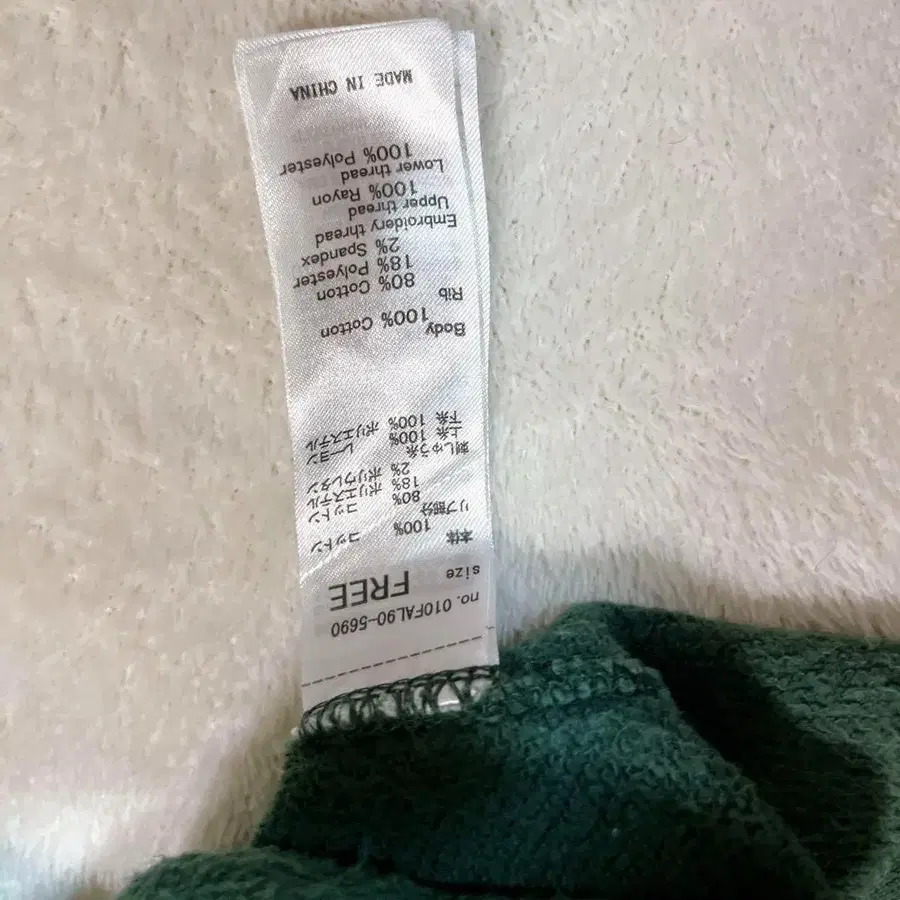 no. 010FAL90-5690
size FREE
本体
100% コットン
リブ部分
80% コットン
18% ポリエステル
2% ポリウレタン
刺しゅう糸
上糸 100% レーヨン
下糸 100% ポリエステル
Body
100% Cotton
Rib
80% Cotton
18% Polyester
2% Spandex
Embroidery thread
Upper thread
100% Rayon
Lower thread
100% Polyester
MADE IN CHINA